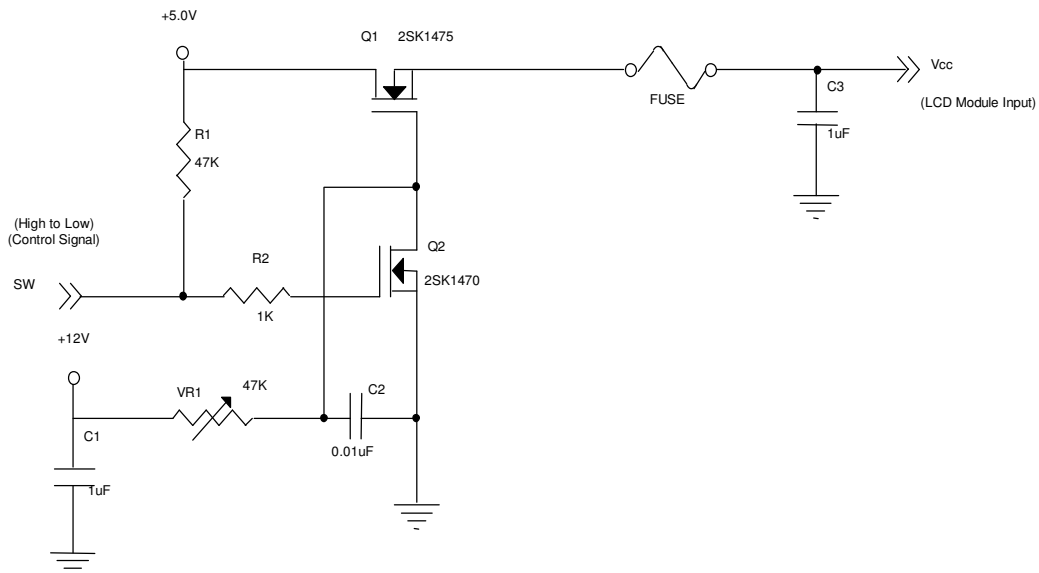 +5.0V
Q1 2SK1475
Vcc
(LCD Module Input)
FUSE
C3
1uF
R1
47K
(High to Low)
(Control Signal)
SW
R2
1K
Q2
2SK1470
+12V
VR1
47K
C2
0.01uF
C1
1uF